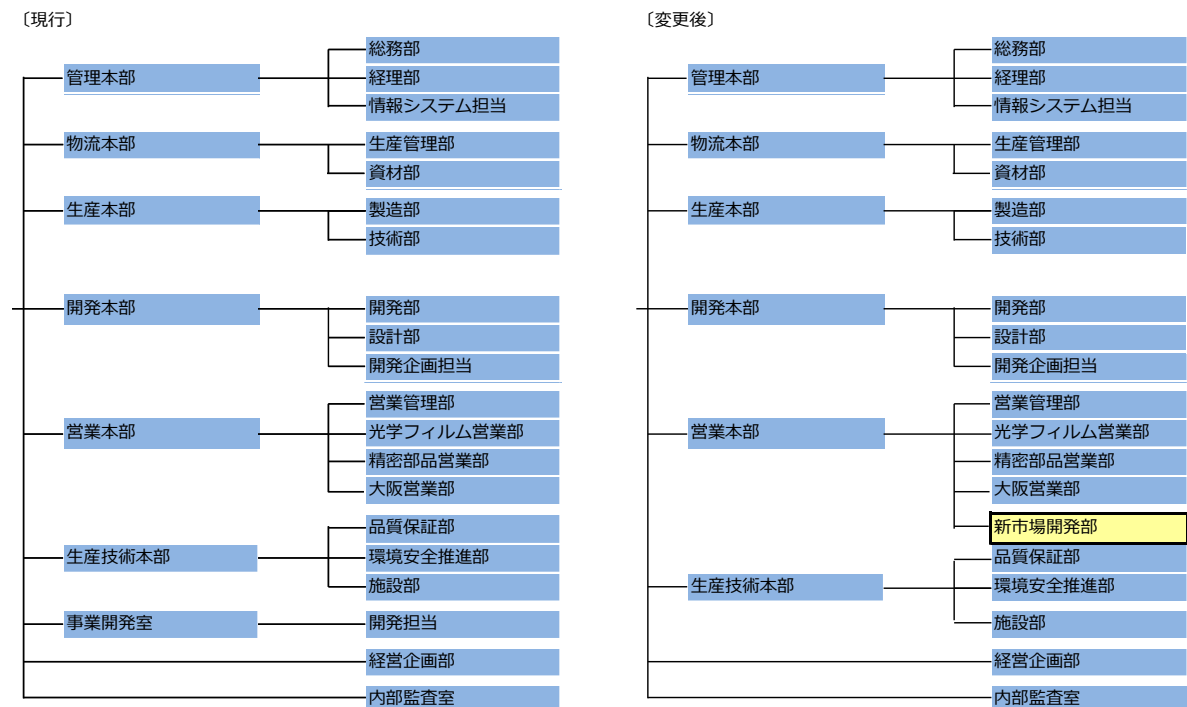 〔現行〕
管理本部
総務部
経理部
情報システム担当
物流本部
生産管理部
資材部
生産本部
製造部
技術部
開発本部
開発部
設計部
開発企画担当
営業本部
営業管理部
光学フィルム営業部
精密部品営業部
大阪営業部
生産技術本部
品質保証部
環境安全推進部
施設部
事業開発室
開発担当
経営企画部
内部監査室
〔変更後〕
管理本部
総務部
経理部
情報システム担当
物流本部
生産管理部
資材部
生産本部
製造部
技術部
開発本部
開発部
設計部
開発企画担当
営業本部
営業管理部
光学フィルム営業部
精密部品営業部
大阪営業部
新市場開発部
生産技術本部
品質保証部
環境安全推進部
施設部
経営企画部
内部監査室